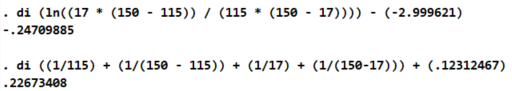 . di (ln((17 * (150 - 115)) / (115 * (150 - 17)))) - (-2.999621)
-.24709885
. di ((1/115) + (1/(150 - 115)) + (1/17) + (1/(150-17))) + (.12312467)
.22673408